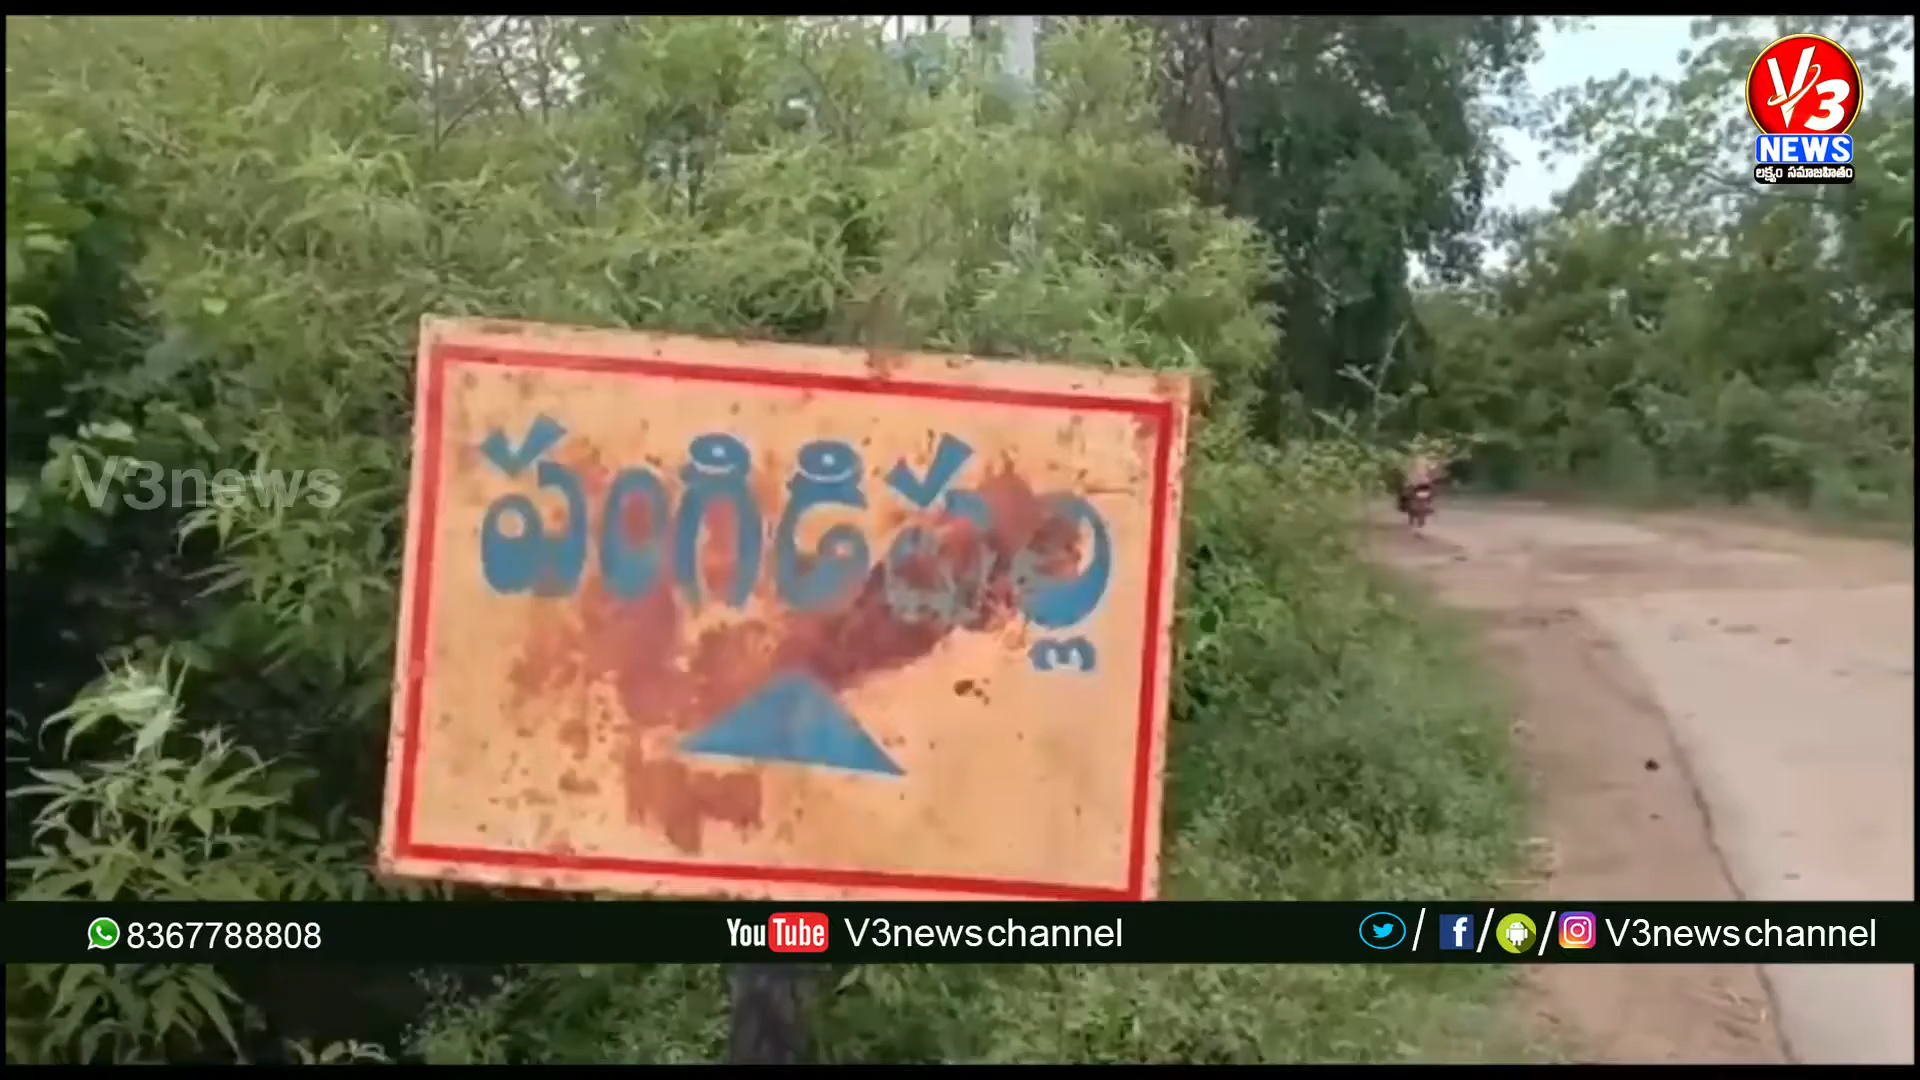 V3
NEWS
లక్ష్యం సమాజహితం
V3news
పంగిడిపల్లి
8367788808
YouTube V3newschannel
/ f / / V3newschannel